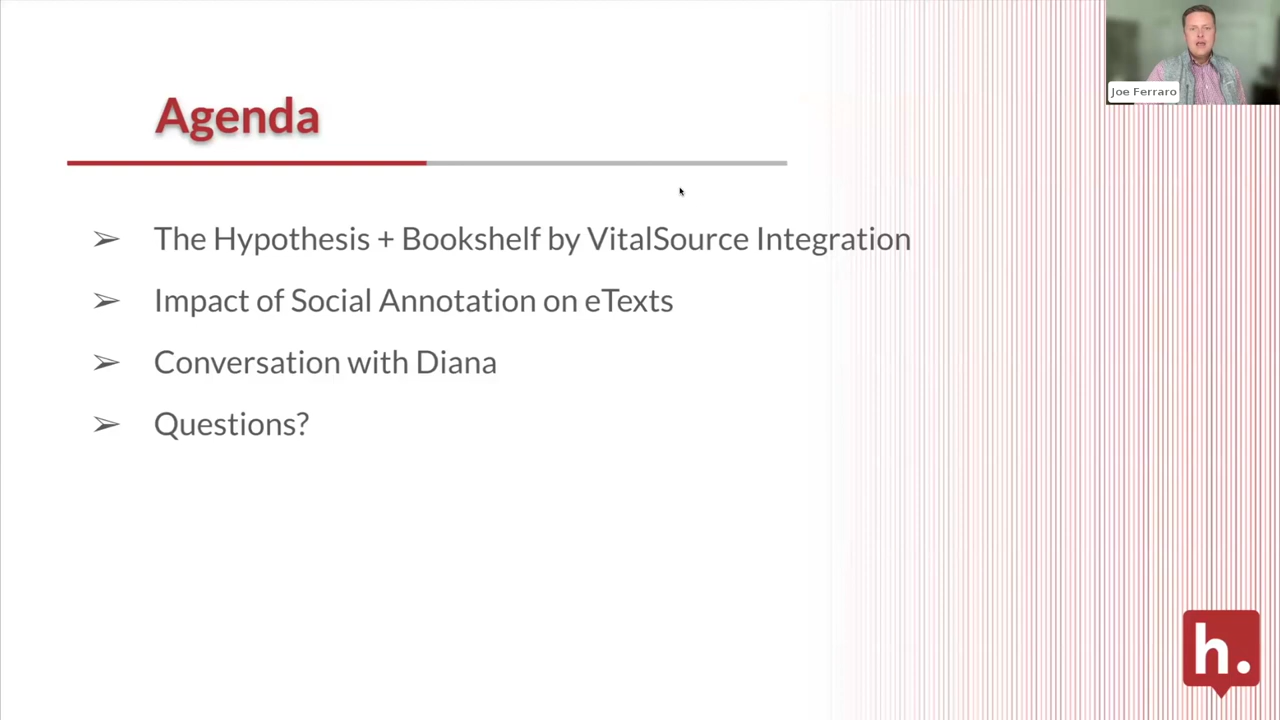 Joe Ferraro
Agenda
➢ The Hypothesis + Bookshelf by VitalSource Integration
➢ Impact of Social Annotation on eTexts
➢ Conversation with Diana
➢ Questions?
h.